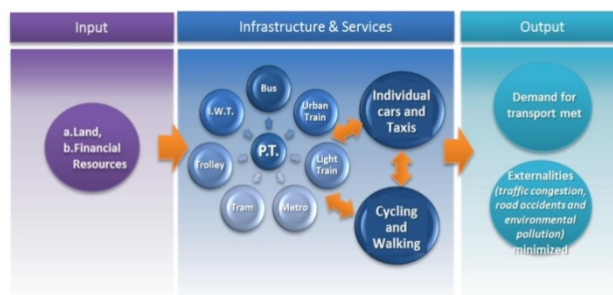 Input
a.Land,
b.Financial
Resources
Infrastructure & Services
Bus
I.W.T.
Urban
Train
P.T.
Trolley
Light
Train
Tram
Metro
Individual
cars and
Taxis
Cycling
and
Walking
Output
Demand for
transport met
Externalities
(traffic congestion,
road accidents and
environmental
pollution)
minimized